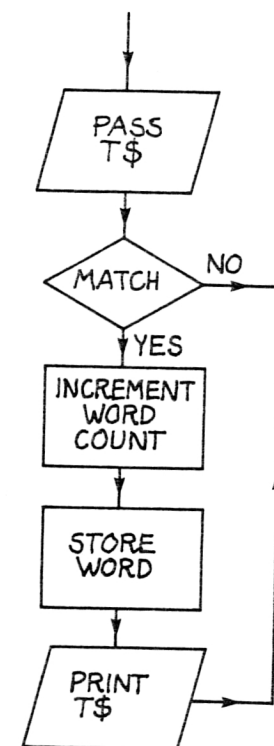 PASS
T$
MATCH
NO
YES
INCREMENT
WORD
COUNT
STORE
WORD
PRINT
T$